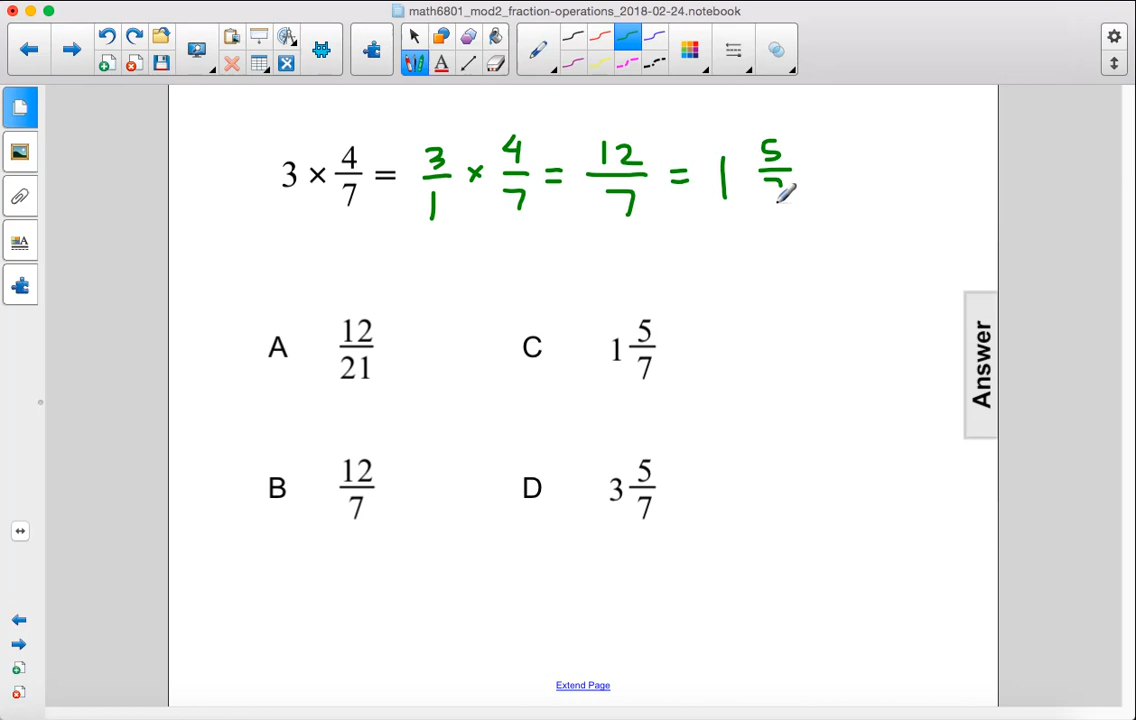 math6801_mod2_fraction-operations_2018-02-24.notebook
3 × 4/7 = 3/1 × 4/7 = 12/7 = 1 5/7
A 12/21
C 1 5/7
B 12/7
D 3 5/7
Answer
Extend Page